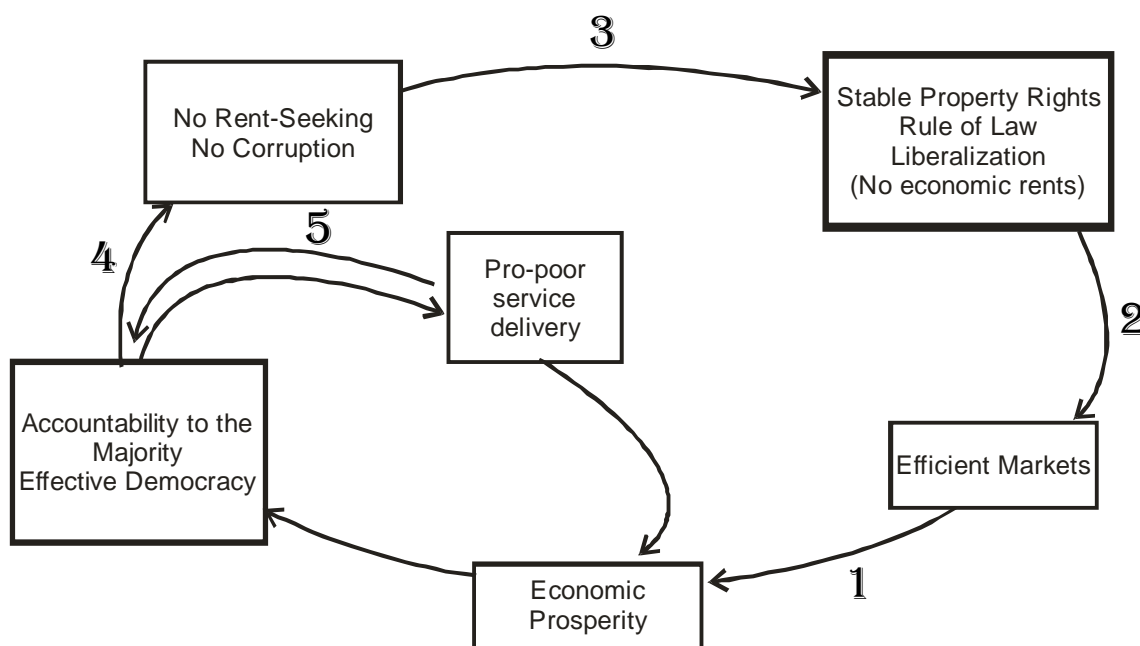 3
No Rent-Seeking
No Corruption
Stable Property Rights
Rule of Law
Liberalization
(No economic rents)
4
5
Pro-poor
service
delivery
2
Accountability to the
Majority
Effective Democracy
Efficient Markets
1
Economic
Prosperity